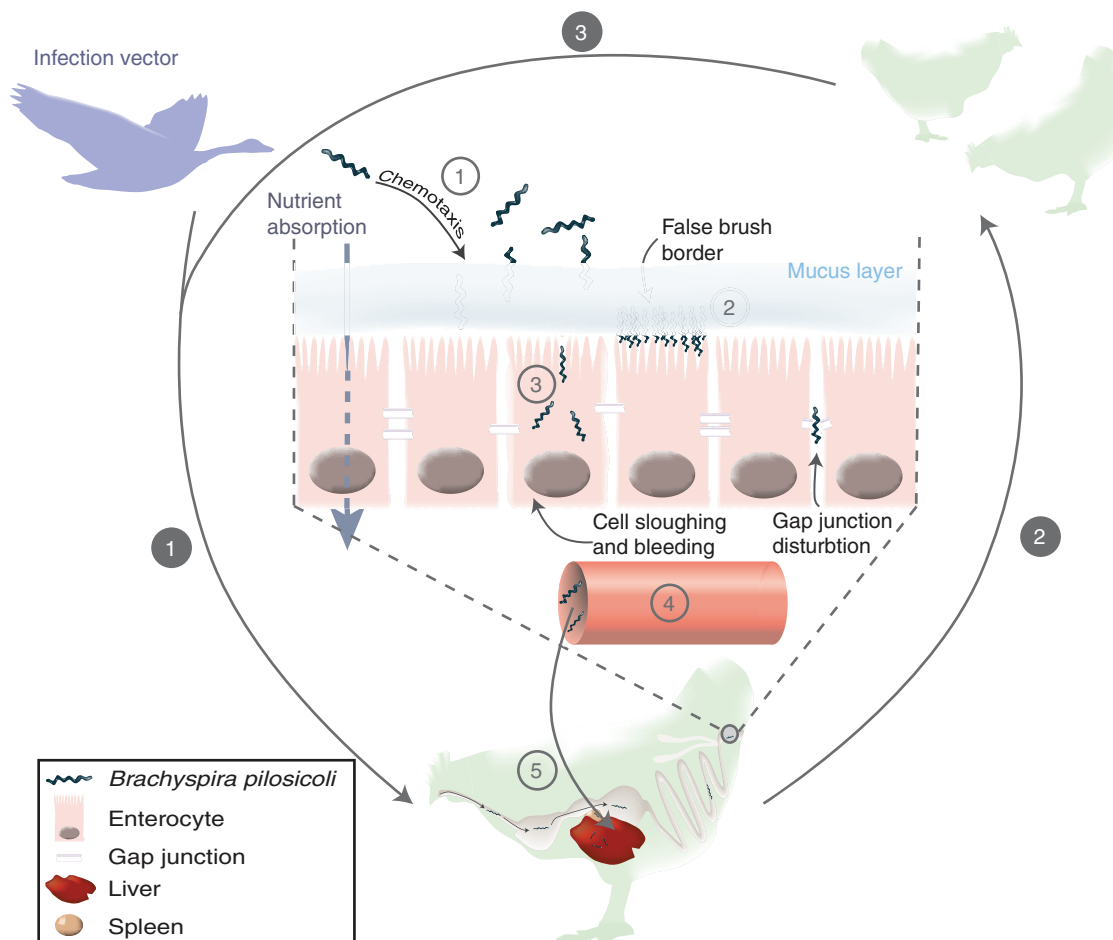 3
Infection vector
1
Chemotaxis
Nutrient
absorption
False brush
border
Mucus layer
2
3
Cell sloughing
and bleeding
Gap junction
disturbtion
1
2
4
5
Brachyspira pilosicoli
Enterocyte
Gap junction
Liver
Spleen